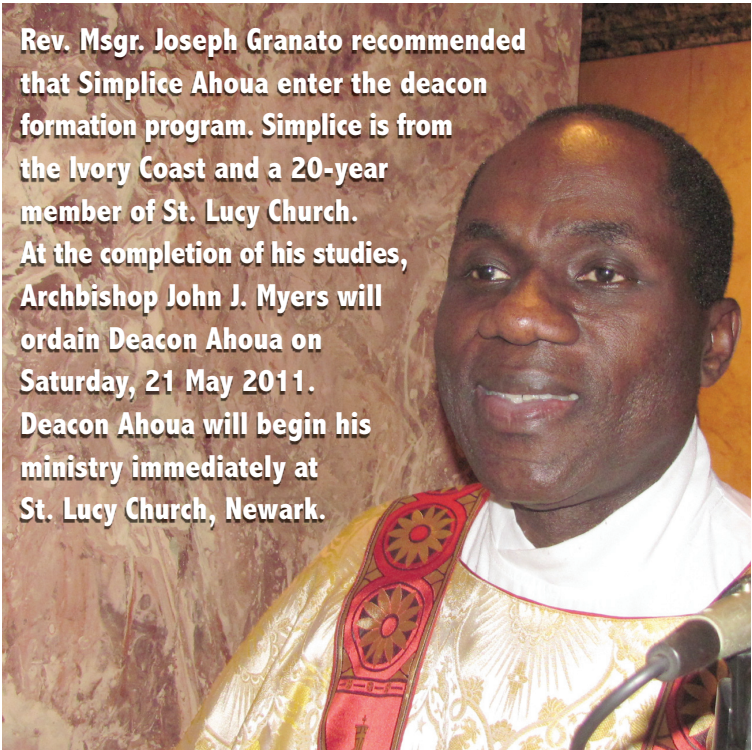 Rev. Msgr. Joseph Granato recommended
that Simplice Ahoua enter the deacon
formation program. Simplice is from
the Ivory Coast and a 20-year
member of St. Lucy Church.
At the completion of his studies,
Archbishop John J. Myers will
ordain Deacon Ahoua on
Saturday, 21 May 2011.
Deacon Ahoua will begin his
ministry immediately at
St. Lucy Church, Newark.